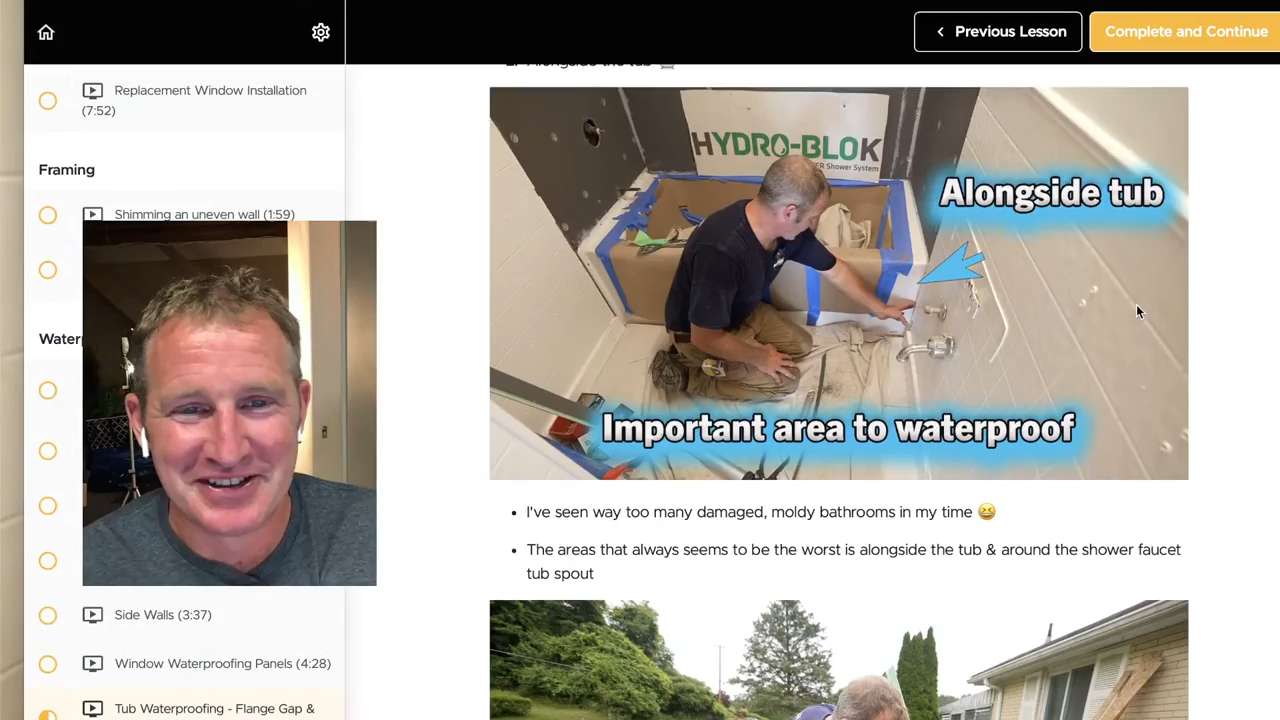 Previous Lesson
Complete and Continue
Replacement Window Installation
(7:52)
Framing
Shimming an uneven wall (1:59)
Side Walls (3:37)
Window Waterproofing Panels (4:28)
Tub Waterproofing - Flange Gap &
HYDRO-BLOK
Shower System
Alongside tub
Important area to waterproof
• I've seen way too many damaged, moldy bathrooms in my time 😆
• The areas that always seems to be the worst is alongside the tub & around the shower faucet
tub spout